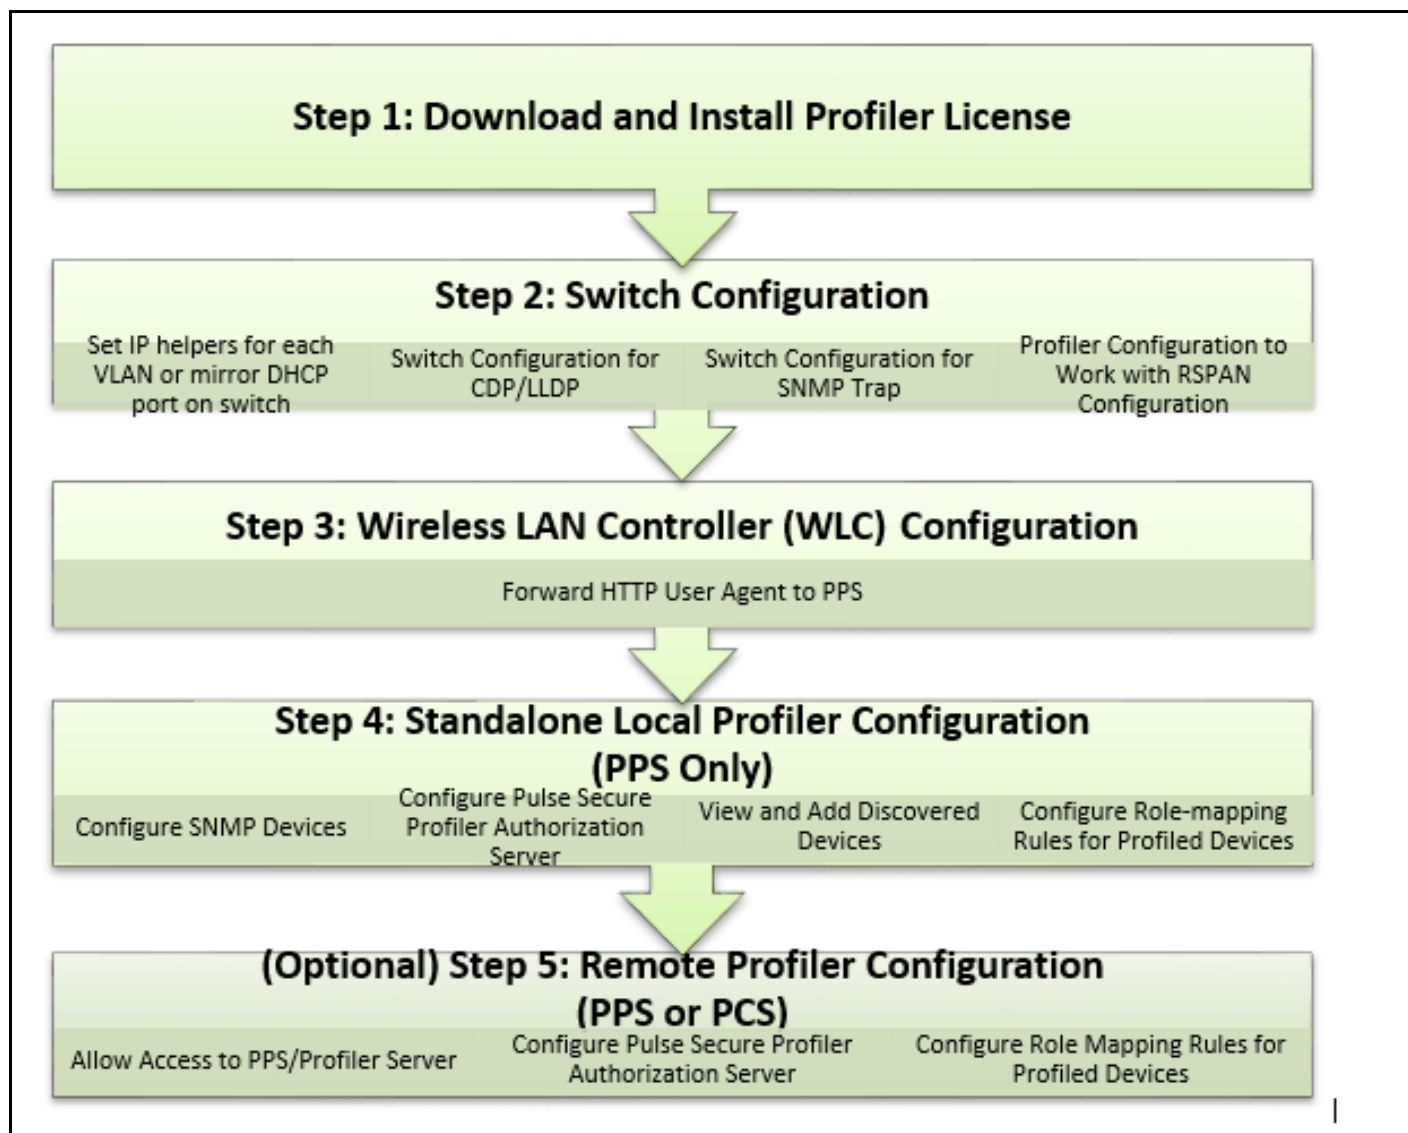 Step 1: Download and Install Profiler License
Step 2: Switch Configuration
Set IP helpers for each
VLAN or mirror DHCP
port on switch
Switch Configuration for
CDP/LLDP
Switch Configuration for
SNMP Trap
Profiler Configuration to
Work with RSPAN
Configuration
Step 3: Wireless LAN Controller (WLC) Configuration
Forward HTTP User Agent to PPS
Step 4: Standalone Local Profiler Configuration
(PPS Only)
Configure SNMP Devices
Configure Pulse Secure
Profiler Authorization
Server
View and Add Discovered
Devices
Configure Role-mapping
Rules for Profiled Devices
(Optional) Step 5: Remote Profiler Configuration
(PPS or PCS)
Allow Access to PPS/Profiler Server
Configure Pulse Secure Profiler
Authorization Server
Configure Role Mapping Rules for
Profiled Devices